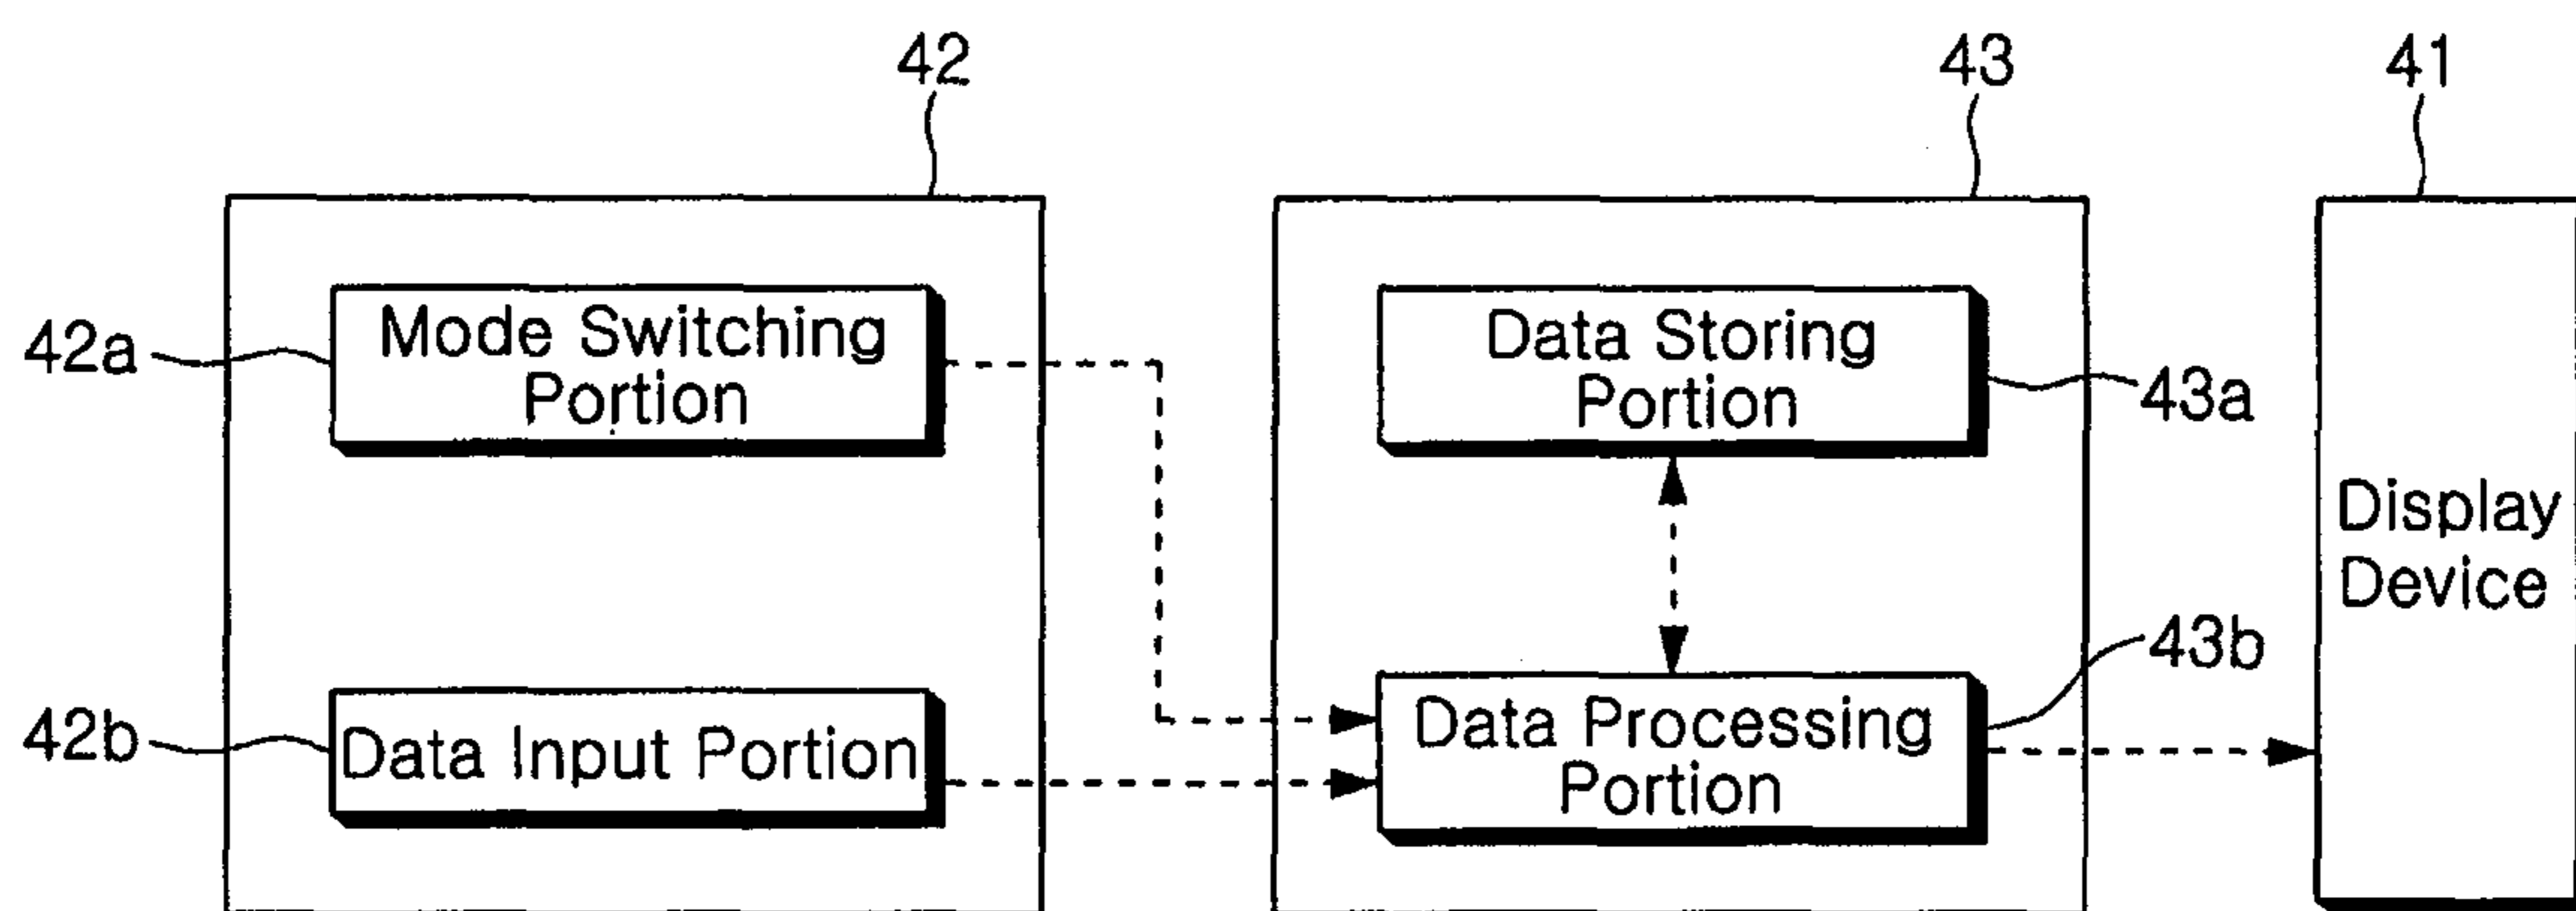 42
43
41
42a
Mode Switching
Portion
Data Storing
Portion
43a
Display
Device
42b
Data Input Portion
Data Processing
Portion
43b